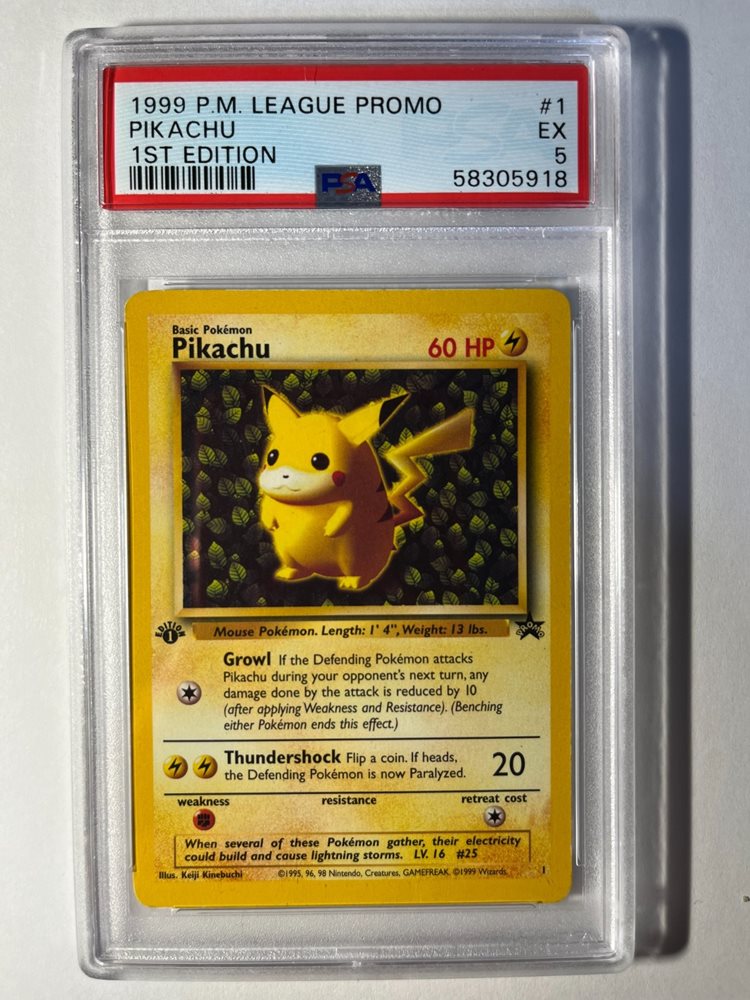 1999 P.M. LEAGUE PROMO #1
PIKACHU EX
1ST EDITION 5
PSA 58305918
Basic Pokémon
Pikachu 60 HP
Mouse Pokémon. Length: 1' 4", Weight: 13 lbs.
EDITION 1
PROMO
Growl If the Defending Pokémon attacks
Pikachu during your opponent's next turn, any
damage done by the attack is reduced by 10
(after applying Weakness and Resistance). (Benching
either Pokémon ends this effect.)
Thundershock Flip a coin. If heads, 20
the Defending Pokémon is now Paralyzed.
weakness resistance retreat cost
When several of these Pokémon gather, their electricity
could build and cause lightning storms. LV. 16 #25
Illus. Keiji Kinebuchi ©1995, 96, 98 Nintendo, Creatures, GAMEFREAK. ©1999 Wizards. 1